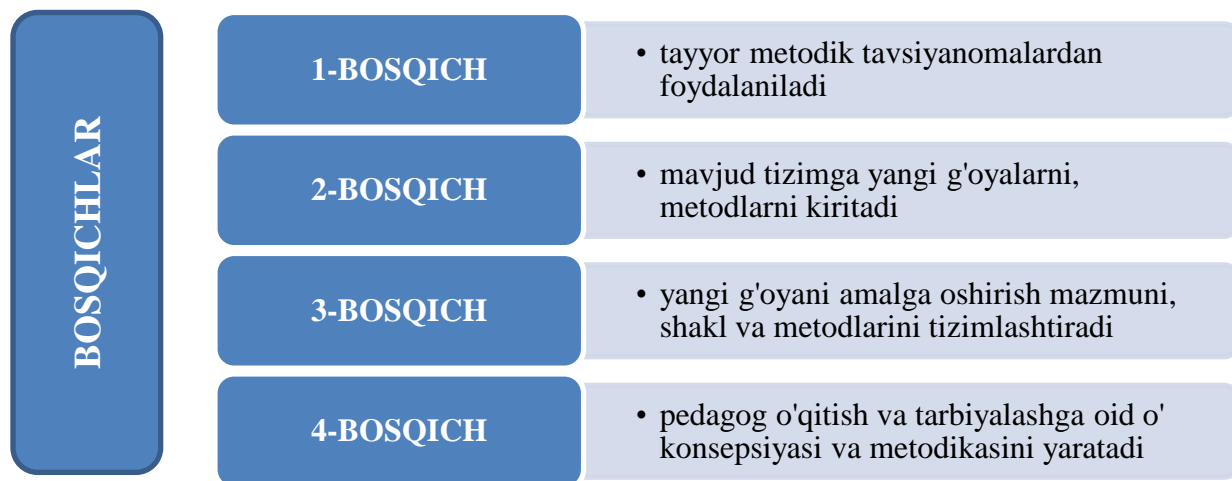 BOSQICHLAR
1-BOSQICH
• tayyor metodik tavsiyanomalardan
foydalaniladi
2-BOSQICH
• mavjud tizimga yangi g'oyalarni,
metodlarni kiritadi
3-BOSQICH
• yangi g'oyani amalga oshirish mazmuni,
shakl va metodlarini tizimlashtiradi
4-BOSQICH
• pedagog o'qitish va tarbiyalashga oid o'
konsepsiyasi va metodikasini yaratadi